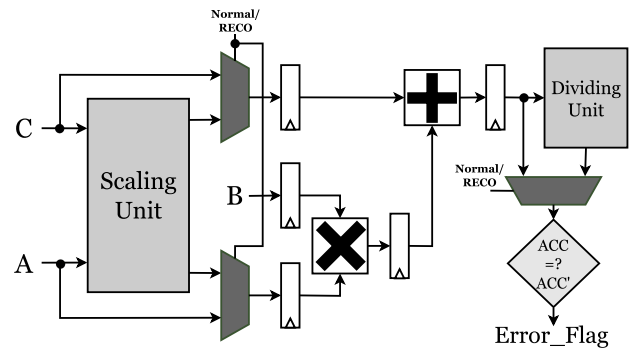 Normal/
RECO
C
Scaling
Unit
A
B
Dividing
Unit
Normal/
RECO
ACC
=?
ACC'
Error_Flag